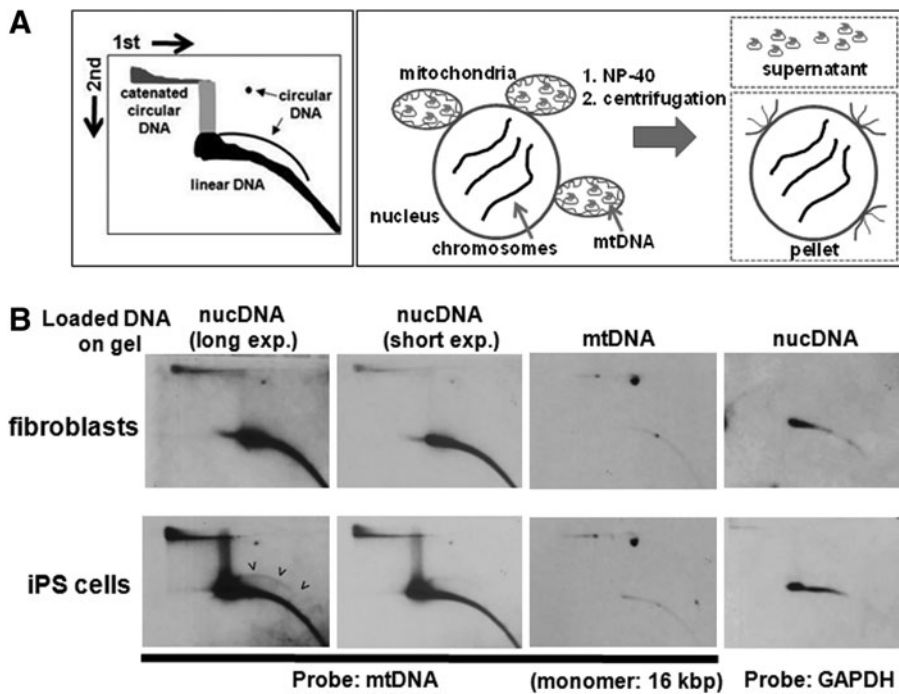 A
1st
2nd
catenated
circular
DNA
circular
DNA
linear DNA
mitochondria
1. NP-40
2. centrifugation
nucleus
chromosomes
mtDNA
supernatant
pellet
B
Loaded DNA
on gel
nucDNA
(long exp.)
nucDNA
(short exp.)
mtDNA
nucDNA
fibroblasts
iPS cells
Probe: mtDNA
(monomer: 16 kbp)
Probe: GAPDH